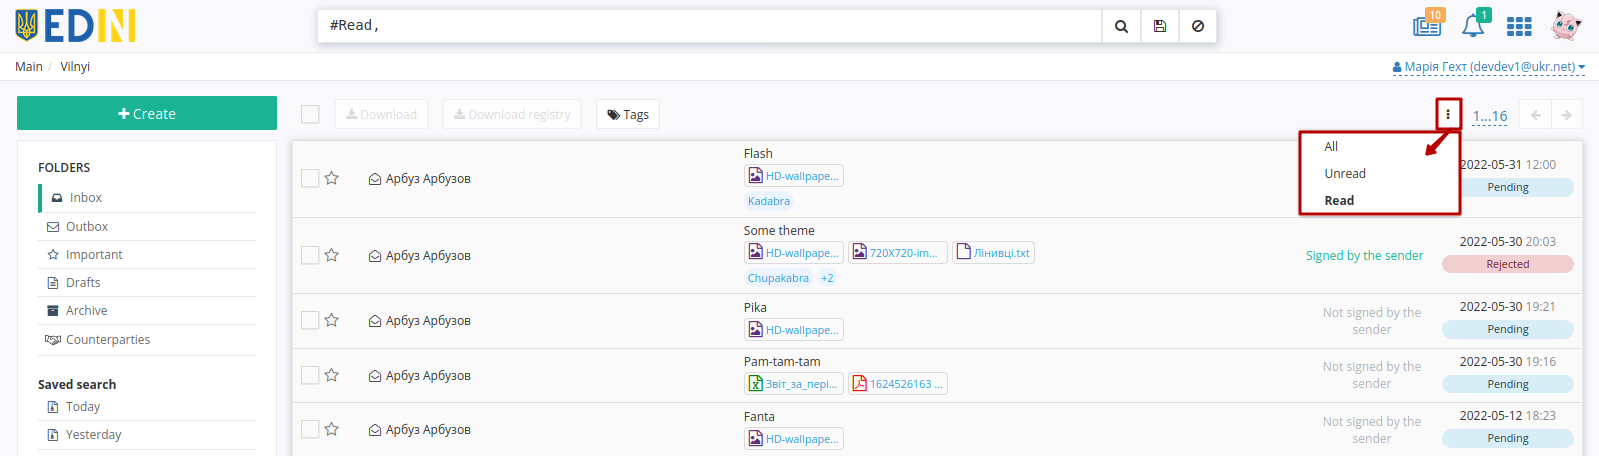 EDIN
#Read,
10
1
Main / Vilnyi
Марія Гехт (devdev1@ukr.net)
Create
Download
Download registry
Tags
1...16
All
Unread
Read
FOLDERS
Inbox
Outbox
Important
Drafts
Archive
Counterparties
Saved search
Today
Yesterday
Арбуз Арбузов
Flash
HD-wallpape...
Kadabra
2022-05-31 12:00
Pending
Арбуз Арбузов
Some theme
HD-wallpape...
720X720-im...
Лінивці.txt
Chupakabra
+2
Signed by the sender
2022-05-30 20:03
Rejected
Арбуз Арбузов
Pika
HD-wallpape...
Not signed by the
sender
2022-05-30 19:21
Pending
Арбуз Арбузов
Pam-tam-tam
Звіт_за_пері...
1624526163 ...
Not signed by the
sender
2022-05-30 19:16
Pending
Арбуз Арбузов
Fanta
HD-wallpape...
Not signed by the
sender
2022-05-12 18:23
Pending